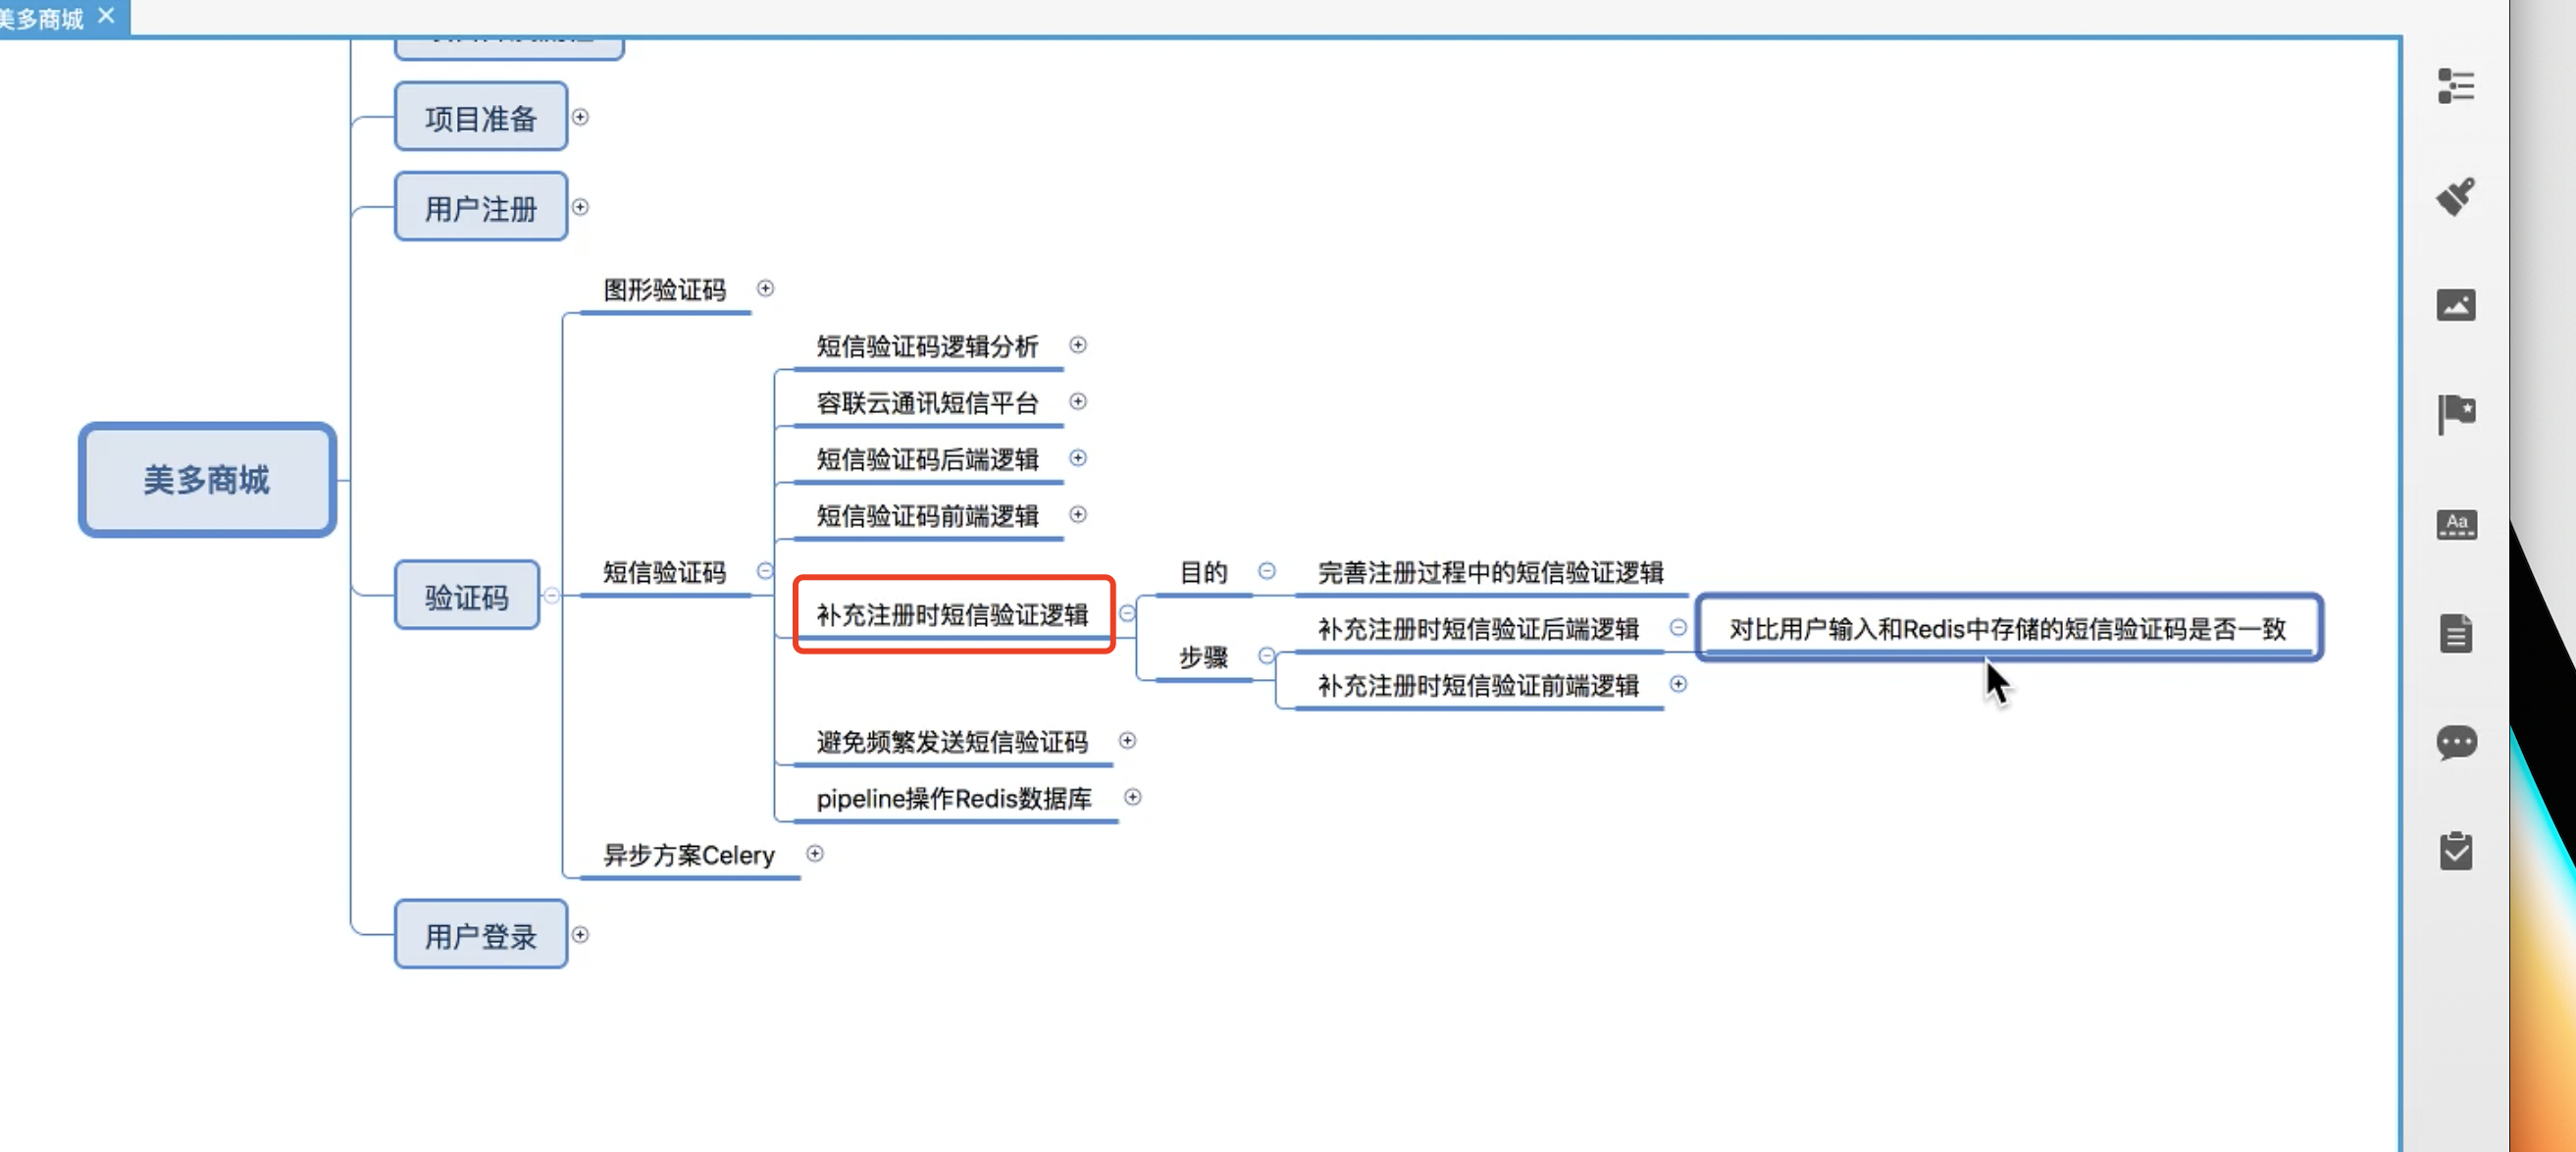 美多商城
项目准备
用户注册
图形验证码
短信验证码逻辑分析
容联云通讯短信平台
短信验证码后端逻辑
短信验证码前端逻辑
美多商城
验证码
短信验证码
补充注册时短信验证逻辑
目的
完善注册过程中的短信验证逻辑
步骤
补充注册时短信验证后端逻辑
对比用户输入和Redis中存储的短信验证码是否一致
补充注册时短信验证前端逻辑
避免频繁发送短信验证码
pipeline操作Redis数据库
异步方案Celery
用户登录
Aa